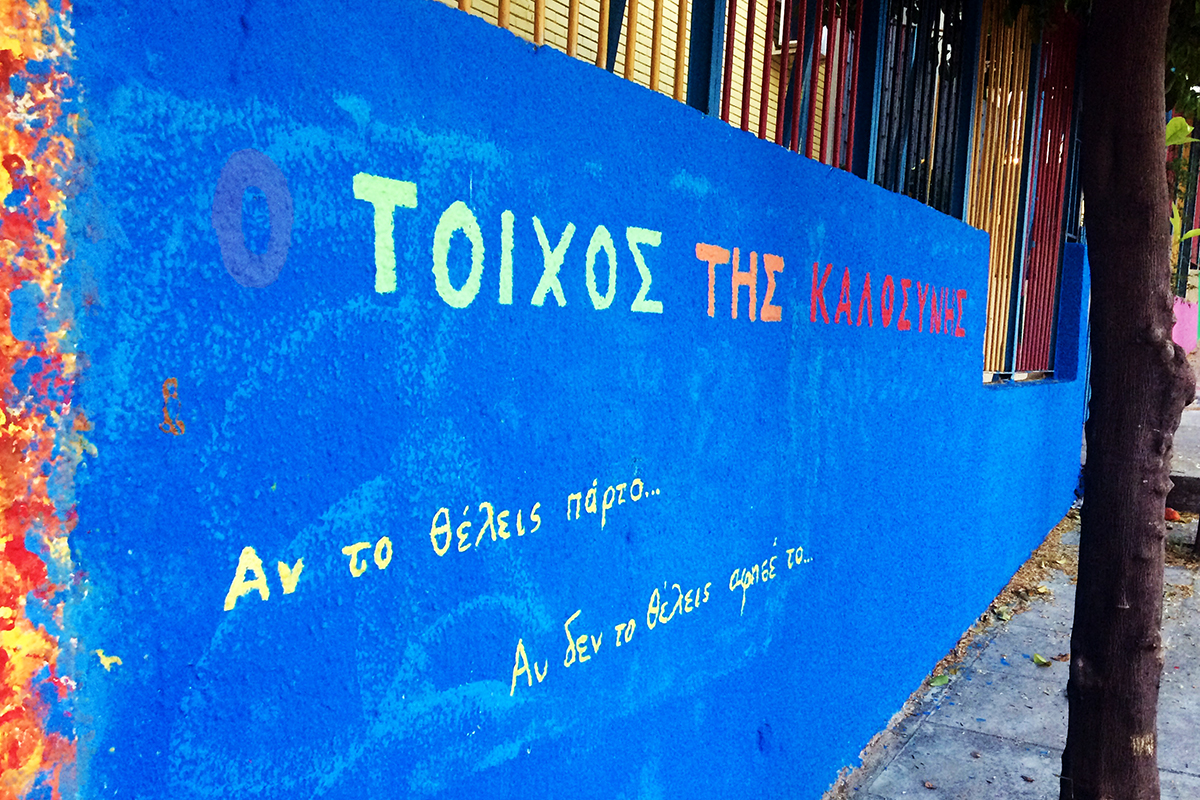 Ο ΤΟΙΧΟΣ ΤΗΣ ΚΑΛΟΣΥΝΗΣ
Αν το θέλεις πάρτο...
Αν δεν το θέλεις αφησέ το...